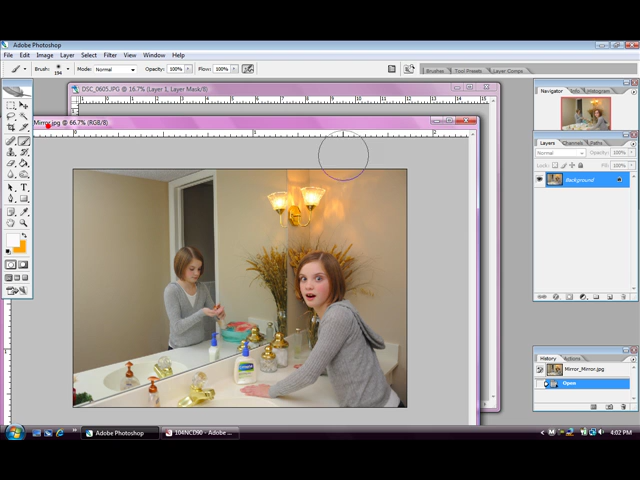 Adobe Photoshop
File Edit Image Layer Select Filter View Window Help
Brush: 194 Mode: Normal Opacity: 100% Flow: 100%
Brushes Tool Presets Layer Comps
DSC_0605.JPG @ 16.7% (Layer 1, Layer Mask/8)
Mirror.jpg @ 66.7% (RGB/8)
Navigator Info Histogram
Layers Channels Paths
Normal Opacity:
Lock: Fill:
Background
History Actions
Mirror_Mirror.jpg
Open
Adobe Photoshop
104NCD90 - Adobe ...
4:02 PM